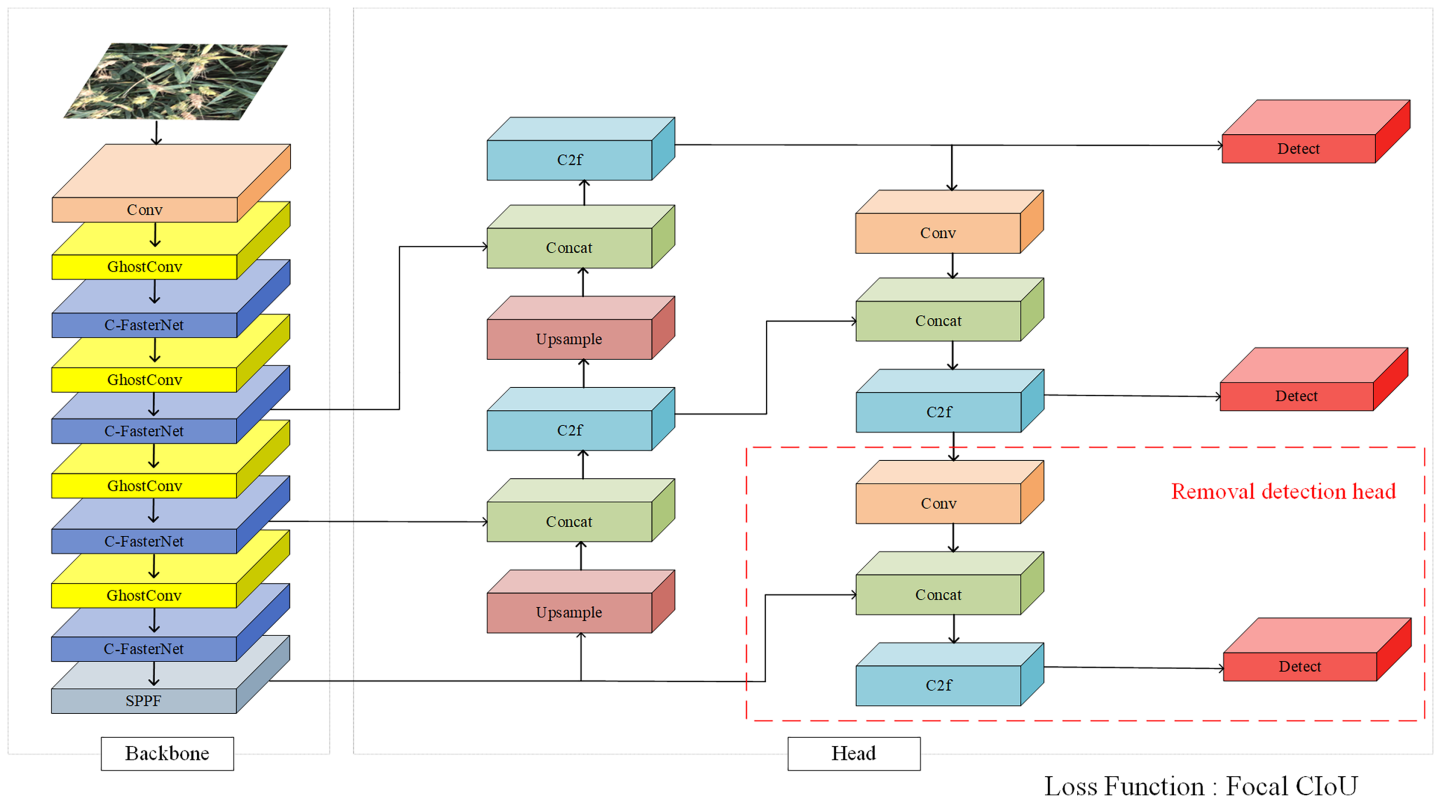 Conv
GhostConv
C-FasterNet
GhostConv
C-FasterNet
GhostConv
C-FasterNet
GhostConv
C-FasterNet
SPPF
Backbone
C2f
Concat
Upsample
C2f
Concat
Upsample
Conv
Concat
C2f
Conv
Concat
C2f
Detect
Detect
Removal detection head
Detect
Head
Loss Function : Focal CIoU